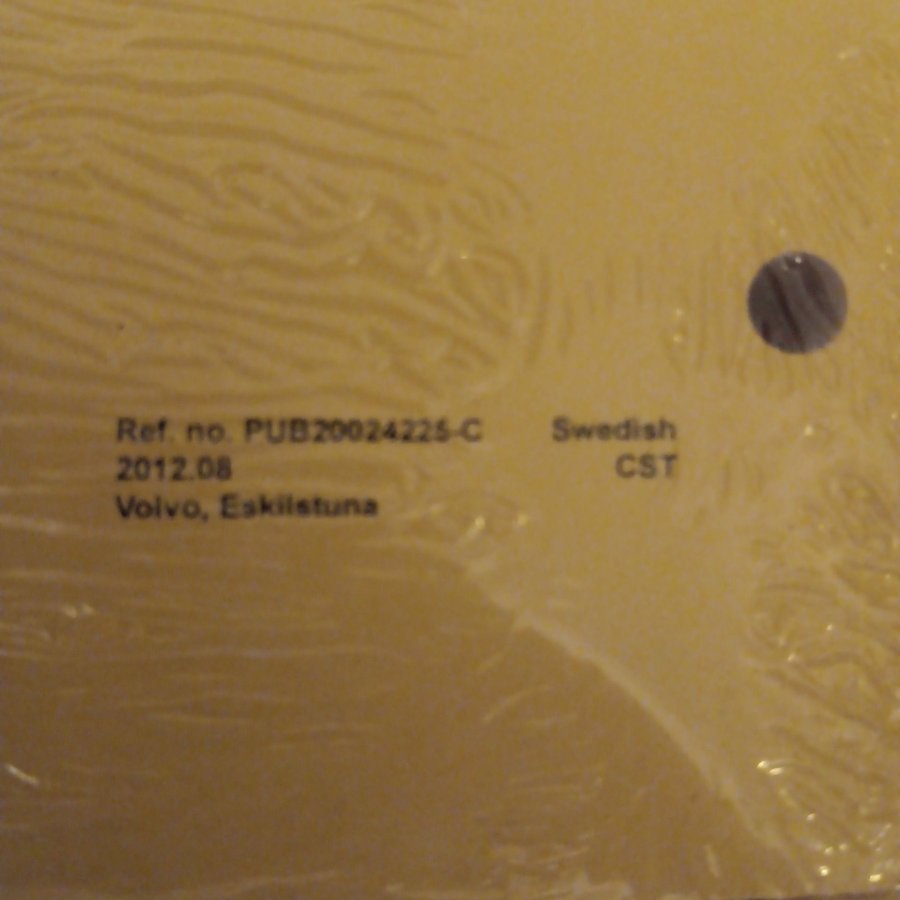 Ref. no. PUB20024225-C Swedish
2012.08 CST
Volvo, Eskilstuna